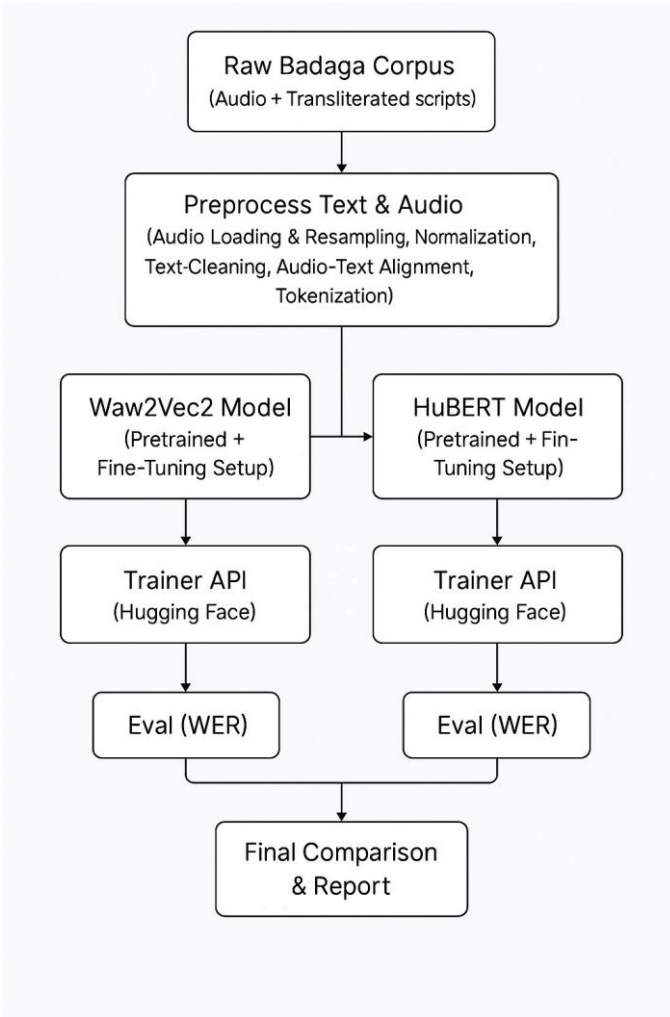 Raw Badaga Corpus
(Audio + Transliterated scripts)
Preprocess Text & Audio
(Audio Loading & Resampling, Normalization,
Text-Cleaning, Audio-Text Alignment,
Tokenization)
Waw2Vec2 Model
(Pretrained +
Fine-Tuning Setup)
HuBERT Model
(Pretrained + Fin-
Tuning Setup)
Trainer API
(Hugging Face)
Trainer API
(Hugging Face)
Eval (WER)
Eval (WER)
Final Comparison
& Report